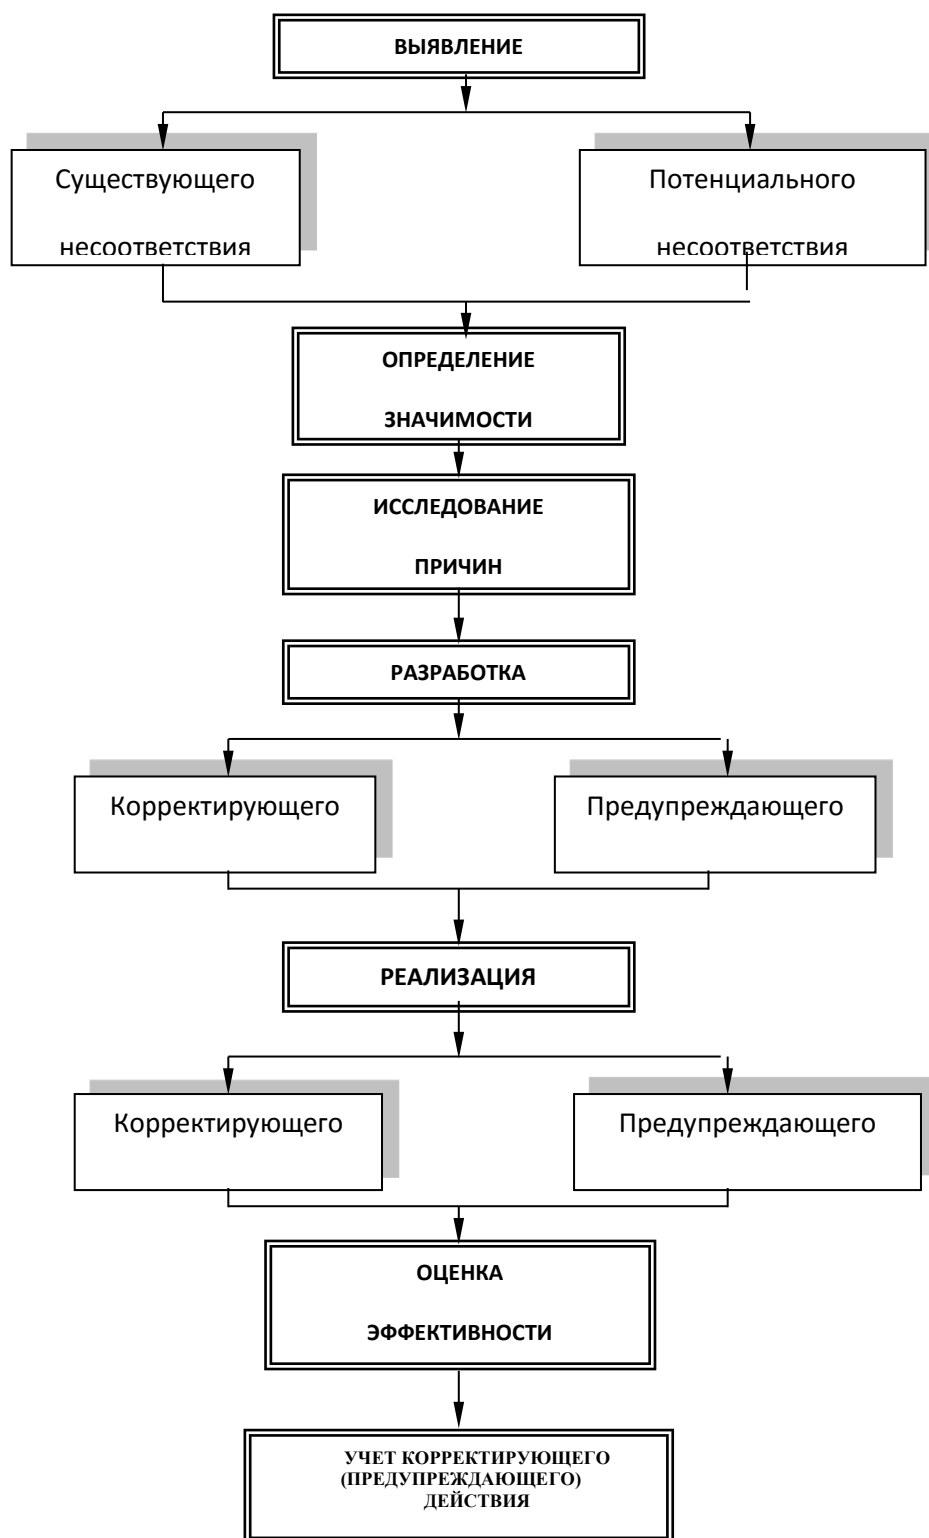 ВЫЯВЛЕНИЕ
Существующего
несоответствия
Потенциального
несоответствия
ОПРЕДЕЛЕНИЕ
ЗНАЧИМОСТИ
ИССЛЕДОВАНИЕ
ПРИЧИН
РАЗРАБОТКА
Корректирующего
Предупреждающего
РЕАЛИЗАЦИЯ
Корректирующего
Предупреждающего
ОЦЕНКА
ЭФФЕКТИВНОСТИ
УЧЕТ КОРРЕКТИРУЮЩЕГО
(ПРЕДУПРЕЖДАЮЩЕГО)
ДЕЙСТВИЯ